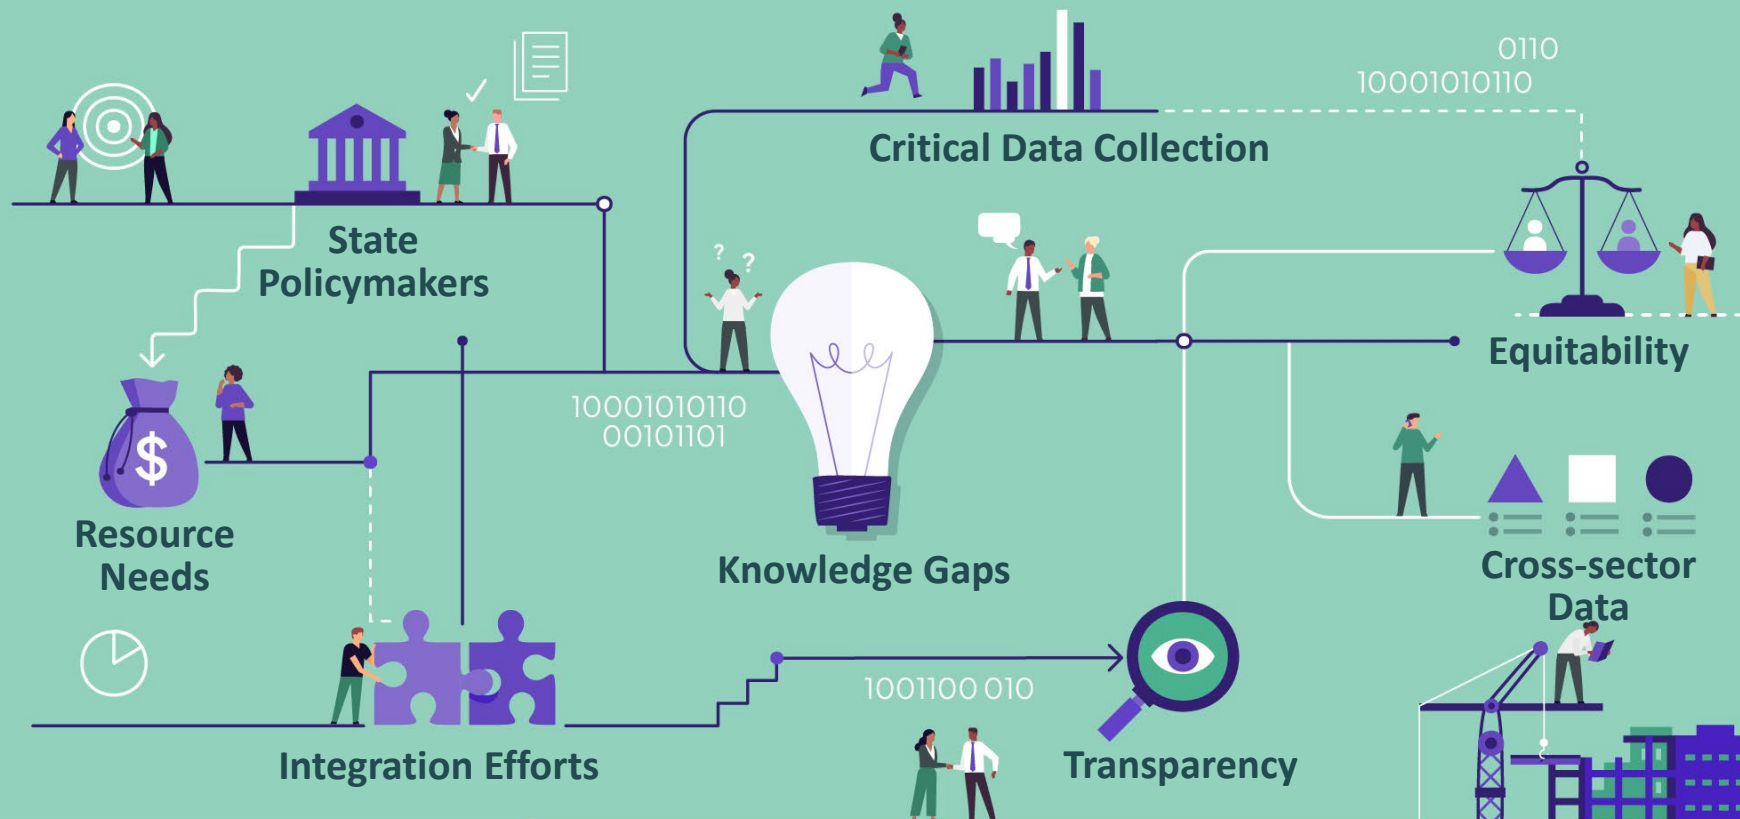 0110
10001010110
Critical Data Collection
State
Policymakers
? ?
Equitability
10001010110
00101101
$
Resource
Needs
Knowledge Gaps
Cross-sector
Data
1001100 010
Integration Efforts
Transparency